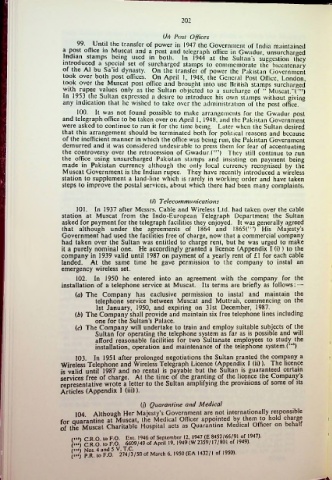 202
(h) Post Offices
99. Until the transfer of power in 1947 the Government of India maintained
a post office in Muscat and a post and telegraph office in Gwadur, unsurcharged
Indian stamps being used in both. In 1944 at the Sultan's suggestion they
introduced a special set of surcharged stamps to commemorate the bicentenary
of the Al bu Sa'id dynasty. On the transfer of power the Pakistan Government
took over both post offices. On April 1, 1948, the General Post Office, London,
took over the Muscat post office and brought into use British stamps surcharged
with rupee values only as the Sultan objected to a surcharge of "Muscat."
In 1953 the Sultan expressed a desire to introduce his own stamps without giving
any indication that he wished to take over the administration of the post office.
100. It was not found possible to make arrangements for the Gwadur post
and telegraph office to be taken over on April 1, 1948, and the Pakistan Government
were asked to continue to run it for the time being. Later when the Sultan desired
that this arrangement should be terminated both for political reasons and because
of the inefficient manner in which the office was being run, the Pakistan Government
demurred and it was considered undesirable to press them for fear of accentuating
the controversy over the retrocession of Gwadur. They still continue to run
the office using unsurcharged Pakistan stamps and insisting on payment being
made in Pakistan currency although the only local currency recognised by the
Muscat Government is the Indian rupee. They have recently introduced a wireless
station to supplement a land-line which is rarely in working order and have taken
steps to improve the postal services, about which there had been many complaints.
(i) Telecommunications
101. In 1937 after Messrs. Cable and Wireless Ltd. had taken over the cable
station at Muscat from the Indo-European Telegraph Department the Sultan
asked for payment for the telegraph facilities they enjoyed. It was generally agreed
that although under the agreements of 1864 and 1865 His Majesty's
Government had used the facilities free of charge, now that a commercial company
had taken over the Sultan was entitled to charge rent, but he was urged to make
it a purely nominal one. He accordingly granted a licence (Appendix I (i)) to the
company in 1939 valid until 1987 on payment of a yearly rent of £1 for each cable
landed. At the same time he gave permission to the company to instal an
emergency wireless set.
102. In 1950 he entered into an agreement with the company for the
installation of a telephone service at Muscat. Its terms are briefly as follows:—
(a) The Company has exclusive permission to instal and maintain a
telephone service between Muscat and Muttrah, commencing on the
1st January, 1950, and expiring on 31st December, 1987.
(b) The Company shall provide and maintain six free telephone lines including
one for the Sultan's Palace.
(c) The Company will undertake to train and employ suitable subjects of the
Sultan for operating the telephone system as far as is possible and will
afford reasonable facilities for two Sultanate employees to study the
installation, operation and maintenance of the telephone system.
103. In 1951 after prolonged negotiations the Sultan granted the company a
Wireless Telephone and Wireless Telegraph Licence (Appendix I (ii)). The licence
is valid until 1987 and no rental is payable but the Sultan is guaranteed certain
services free of charge. At the time of the granting of the licence the Company's
representative wrote a letter to the Sultan amplifying the provisions of some of its
Articles (Appendix I (iii)).
(j) Quarantine and Medical
104. Although Her Majesty's Government are not internationally responsible
for quarantine at Muscat, the Medical Officer appointed by them to hold charge
of the Muscat Charitable Hospital acts as Quarantine Medical Officer on behalf
C.R.O. to F.O. Ext. 1946 of September 12, 1947
C.R.O. to F.O. of April 19, 1949
Nos. 4 and 5 V. T.C.
P.R. to F.O. of March 6, 1950